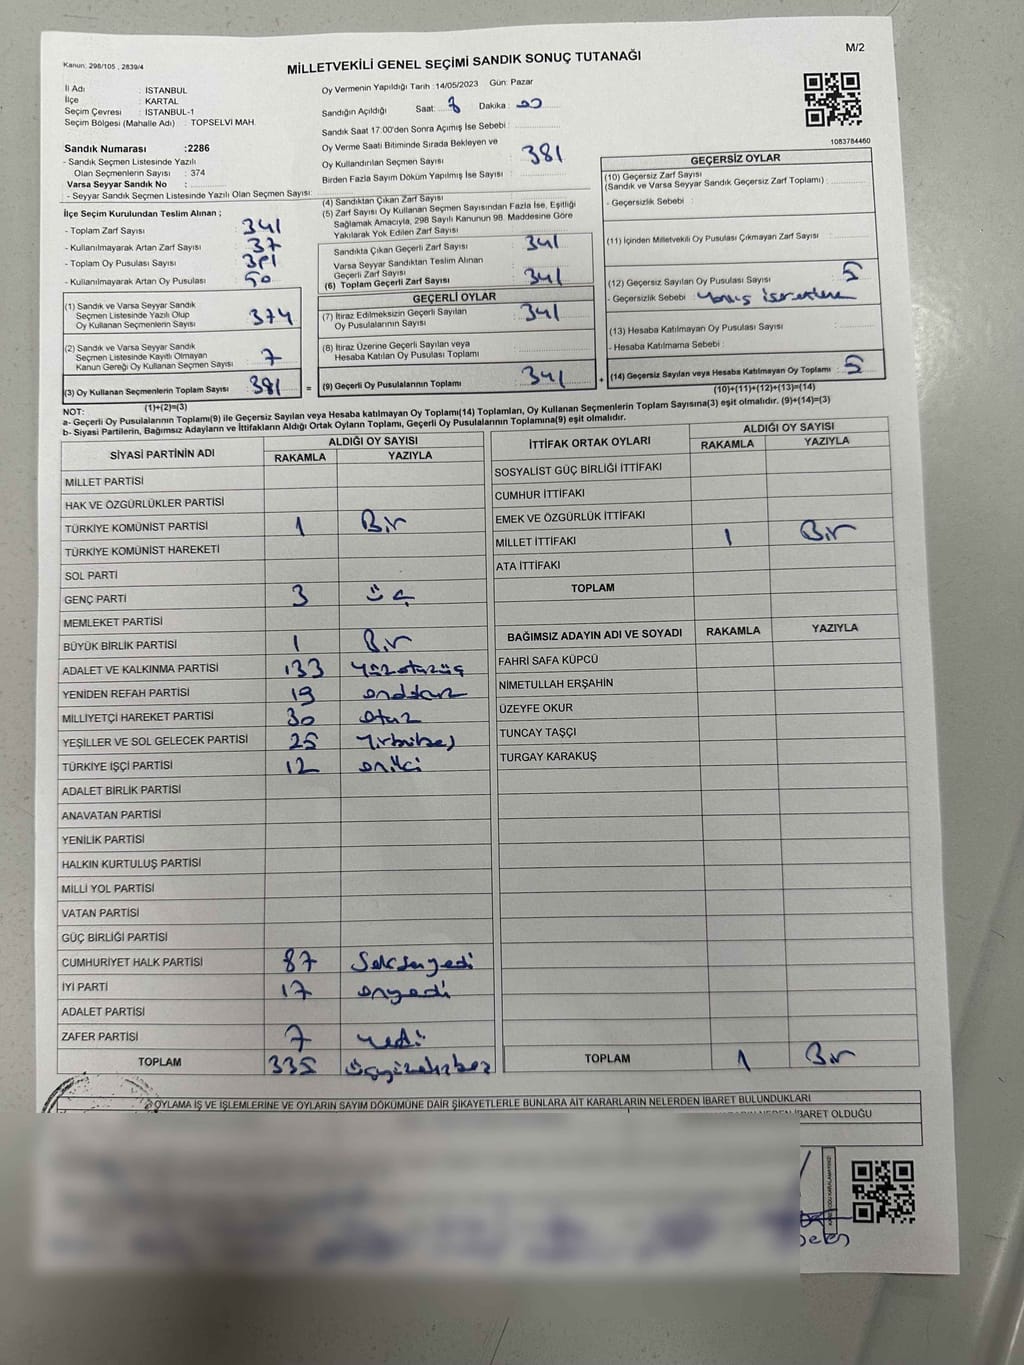 Kanun: 298/105 , 2839/4
MİLLETVEKİLİ GENEL SEÇİMİ SANDIK SONUÇ TUTANAĞI
M/2
İl Adı : İSTANBUL
İlçe : KARTAL
Seçim Çevresi : İSTANBUL-1
Seçim Bölgesi (Mahalle Adı) : TOPSELVİ MAH.
Sandık Numarası :2286
- Sandık Seçmen Listesinde Yazılı
Olan Seçmenlerin Sayısı : 374
Varsa Seyyar Sandık No :
- Seyyar Sandık Seçmen Listesinde Yazılı Olan Seçmen Sayısı:
Oy Vermenin Yapıldığı Tarih :14/05/2023 Gün: Pazar
Sandığın Açıldığı Saat: 8 Dakika : 00
Sandık Saat 17.00'den Sonra Açımış İse Sebebi :
Oy Verme Saati Bitiminde Sırada Bekleyen ve
Oy Kullandırılan Seçmen Sayısı 381
Birden Fazla Sayım Döküm Yapılmış İse Sayısı :
1083784460
İlçe Seçim Kurulundan Teslim Alınan ;
- Toplam Zarf Sayısı 341
- Kullanılmayarak Artan Zarf Sayısı 37
- Toplam Oy Pusulası Sayısı
- Kullanılmayarak Artan Oy Pusulası 50
(1) Sandık ve Varsa Seyyar Sandık
Seçmen Listesinde Yazılı Olup
Oy Kullanan Seçmenlerin Sayısı 374
(2) Sandık ve Varsa Seyyar Sandık
Seçmen Listesinde Kayıtlı Olmayan
Kanun Gereği Oy Kullanan Seçmen Sayısı 7
(3) Oy Kullanan Seçmenlerin Toplam Sayısı 381 =
(1)+(2)=(3)
(4) Sandıktan Çıkan Zarf Sayısı
(5) Zarf Sayısı Oy Kullanan Seçmen Sayısından Fazla İse, Eşitliği
Sağlamak Amacıyla, 298 Sayılı Kanunun 98. Maddesine Göre
Yakılarak Yok Edilen Zarf Sayısı
Sandıkta Çıkan Geçerli Zarf Sayısı 341
Varsa Seyyar Sandıktan Teslim Alınan
Geçerli Zarf Sayısı
(6) Toplam Geçerli Zarf Sayısı 341
GEÇERLİ OYLAR
(7) İtiraz Edilmeksizin Geçerli Sayılan
Oy Pusulalarının Sayısı 341
(8) İtiraz Üzerine Geçerli Sayılan veya
Hesaba Katılan Oy Pusulası Toplamı
(9) Geçerli Oy Pusulalarının Toplamı 341 +
GEÇERSİZ OYLAR
(10) Geçersiz Zarf Sayısı
(Sandık ve Varsa Seyyar Sandık Geçersiz Zarf Toplamı) :
- Geçersizlik Sebebi :
(11) İçinden Milletvekili Oy Pusulası Çıkmayan Zarf Sayısı
(12) Geçersiz Sayılan Oy Pusulası Sayısı 5
- Geçersizlik Sebebi : Yanlış
(13) Hesaba Katılmayan Oy Pusulası Sayısı
- Hesaba Katılmama Sebebi :
(14) Geçersiz Sayılan veya Hesaba Katılmayan Oy Toplamı 5
(10)+(11)+(12)+(13)=(14)
NOT:
a- Geçerli Oy Pusulalarının Toplamı(9) ile Geçersiz Sayılan veya Hesaba katılmayan Oy Toplamı(14) Toplamları, Oy Kullanan Seçmenlerin Toplam Sayısına(3) eşit olmalıdır. (9)+(14)=(3)
b- Siyasi Partilerin, Bağımsız Adayların ve İttifakların Aldığı Ortak Oyların Toplamı, Geçerli Oy Pusulalarının Toplamına(9) eşit olmalıdır.
SİYASİ PARTİNİN ADI ALDIĞI OY SAYISI
RAKAMLA YAZIYLA
MİLLET PARTİSİ
HAK VE ÖZGÜRLÜKLER PARTİSİ
TÜRKİYE KOMÜNİST PARTİSİ 1 Bir
TÜRKİYE KOMÜNİST HAREKETİ
SOL PARTİ
GENÇ PARTİ 3 üç
MEMLEKET PARTİSİ
BÜYÜK BİRLİK PARTİSİ 1 Bir
ADALET VE KALKINMA PARTİSİ 133 yüzotuzüç
YENİDEN REFAH PARTİSİ 19 ondokuz
MİLLİYETÇİ HAREKET PARTİSİ 30 otuz
YEŞİLLER VE SOL GELECEK PARTİSİ 25 Yirmibeş
TÜRKİYE İŞÇİ PARTİSİ 12 oniki
ADALET BİRLİK PARTİSİ
ANAVATAN PARTİSİ
YENİLİK PARTİSİ
HALKIN KURTULUŞ PARTİSİ
MİLLİ YOL PARTİSİ
VATAN PARTİSİ
GÜÇ BİRLİĞİ PARTİSİ
CUMHURİYET HALK PARTİSİ 87 Seksenyedi
İYİ PARTİ 17 onyedi
ADALET PARTİSİ
ZAFER PARTİSİ 7 yedi
TOPLAM 335 üçyüzotuzbeş
İTTİFAK ORTAK OYLARI ALDIĞI OY SAYISI
RAKAMLA YAZIYLA
SOSYALİST GÜÇ BİRLİĞİ İTTİFAKI
CUMHUR İTTİFAKI
EMEK VE ÖZGÜRLÜK İTTİFAKI
MİLLET İTTİFAKI 1 Bir
ATA İTTİFAKI
TOPLAM
BAĞIMSIZ ADAYIN ADI VE SOYADI RAKAMLA YAZIYLA
FAHRİ SAFA KÜPCÜ
NİMETULLAH ERŞAHİN
ÜZEYFE OKUR
TUNCAY TAŞÇI
TURGAY KARAKUŞ
TOPLAM 1 Bir
OYLAMA İŞ VE İŞLEMLERİNE VE OYLARIN SAYIM DÖKÜMÜNE DAİR ŞİKAYETLERLE BUNLARA AİT KARARLARIN NELERDEN İBARET BULUNDUKLARI
İBARET OLDUĞU